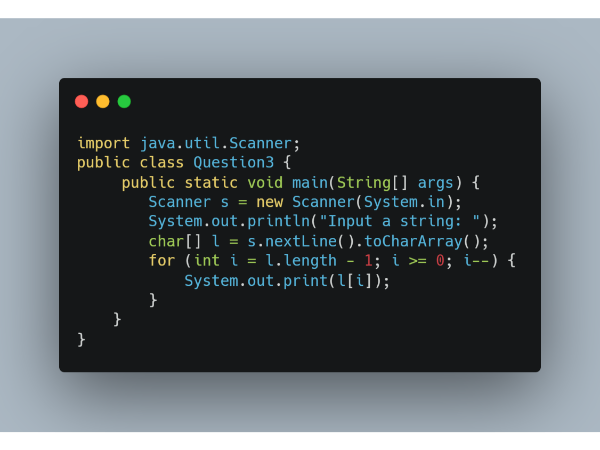 import java.util.Scanner;
public class Question3 {
     public static void main(String[] args) {
        Scanner s = new Scanner(System.in);
        System.out.println("Input a string: ");
        char[] l = s.nextLine().toCharArray();
        for (int i = l.length - 1; i >= 0; i--) {
            System.out.print(l[i]);
        }
    }
}